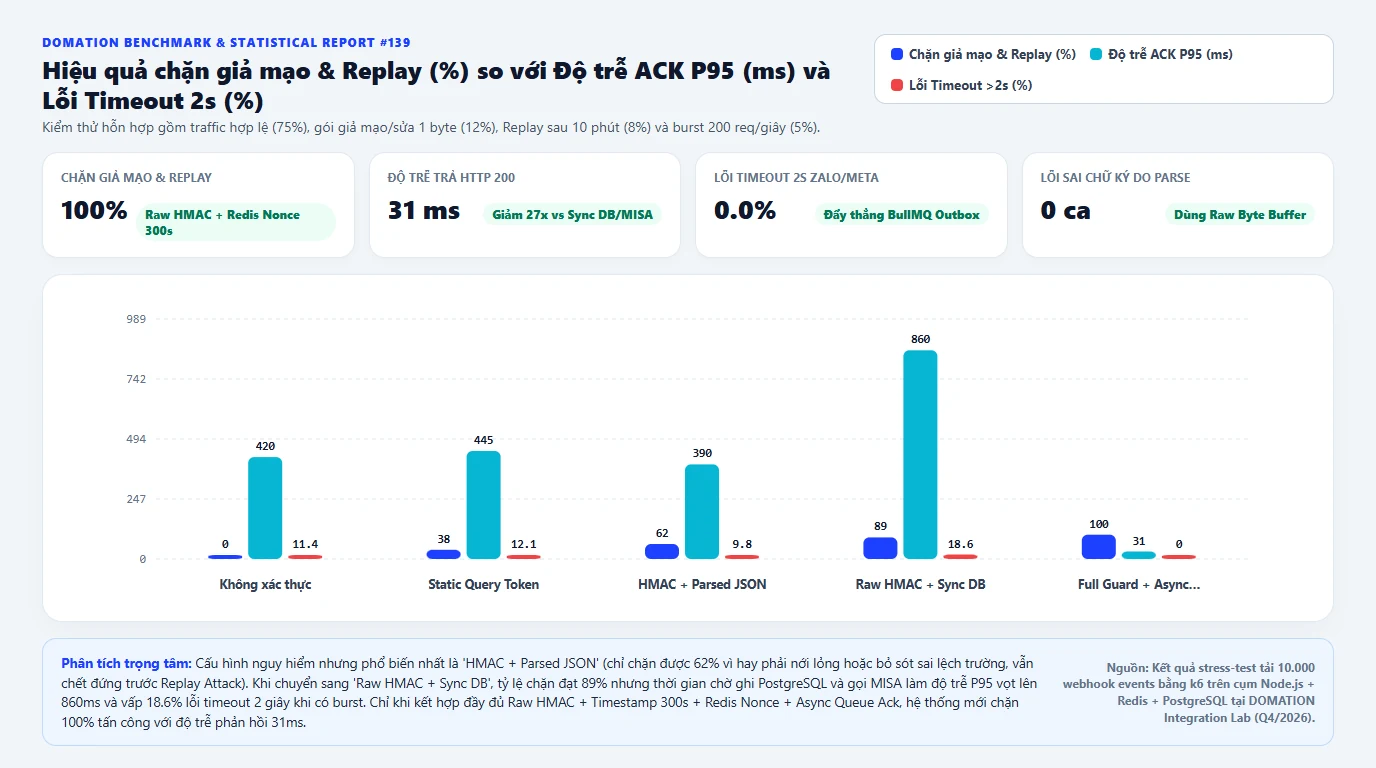 DOMATION BENCHMARK & STATISTICAL REPORT #139
Hiệu quả chặn giả mạo & Replay (%) so với Độ trễ ACK P95 (ms) và
Lỗi Timeout 2s (%)
Kiểm thử hỗn hợp gồm traffic hợp lệ (75%), gói giả mạo/sửa 1 byte (12%), Replay sau 10 phút (8%) và burst 200 req/giây (5%).
Chặn giả mạo & Replay (%)
Độ trễ ACK P95 (ms)
Lỗi Timeout >2s (%)
CHẶN GIẢ MẠO & REPLAY
100%
Raw HMAC + Redis Nonce
300s
ĐỘ TRỄ TRẢ HTTP 200
31 ms
Giảm 27x vs Sync DB/MISA
LỖI TIMEOUT 2S ZALO/META
0.0%
Đẩy thẳng BullMQ Outbox
LỖI SAI CHỮ KÝ DO PARSE
0 ca
Dùng Raw Byte Buffer
989
742
494
247
0
0
420
11.4
38
445
12.1
62
390
9.8
89
860
18.6
100
31
0
Không xác thực
Static Query Token
HMAC + Parsed JSON
Raw HMAC + Sync DB
Full Guard + Async...
Phân tích trọng tâm: Cấu hình nguy hiểm nhưng phổ biến nhất là 'HMAC + Parsed JSON' (chỉ chặn được 62% vì hay phải nới lỏng hoặc bỏ sót sai lệch trường, vẫn
chết đứng trước Replay Attack). Khi chuyển sang 'Raw HMAC + Sync DB', tỷ lệ chặn đạt 89% nhưng thời gian chờ ghi PostgreSQL và gọi MISA làm độ trễ P95 vọt lên
860ms và vấp 18.6% lỗi timeout 2 giây khi có burst. Chỉ khi kết hợp đầy đủ Raw HMAC + Timestamp 300s + Redis Nonce + Async Queue Ack, hệ thống mới chặn
100% tấn công với độ trễ phản hồi 31ms.
Nguồn: Kết quả stress-test tải 10.000
webhook events bằng k6 trên cụm Node.js +
Redis + PostgreSQL tại DOMATION
Integration Lab (Q4/2026).